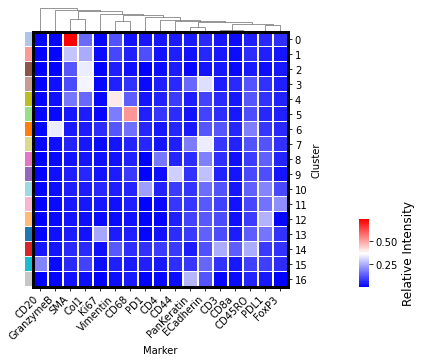 0
1
2
3
4
5
6
7
8
9
10
11
12
13
14
15
16
Cluster
CD20
GranzymeB
SMA
Col1
Ki67
Vimentin
CD68
PD1
CD4
CD44
PanKeratin
ECadherin
CD3
CD8a
CD45RO
PDL1
FoxP3
Marker
0.50
0.25
Relative Intensity